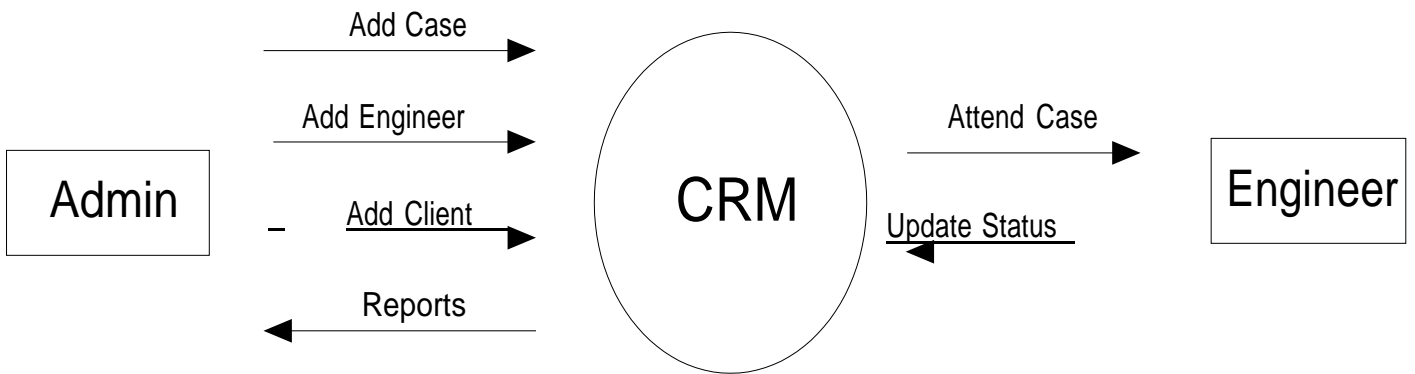 Add Case
Add Engineer
Attend Case
Admin
CRM
Engineer
Add Client
Update Status
Reports